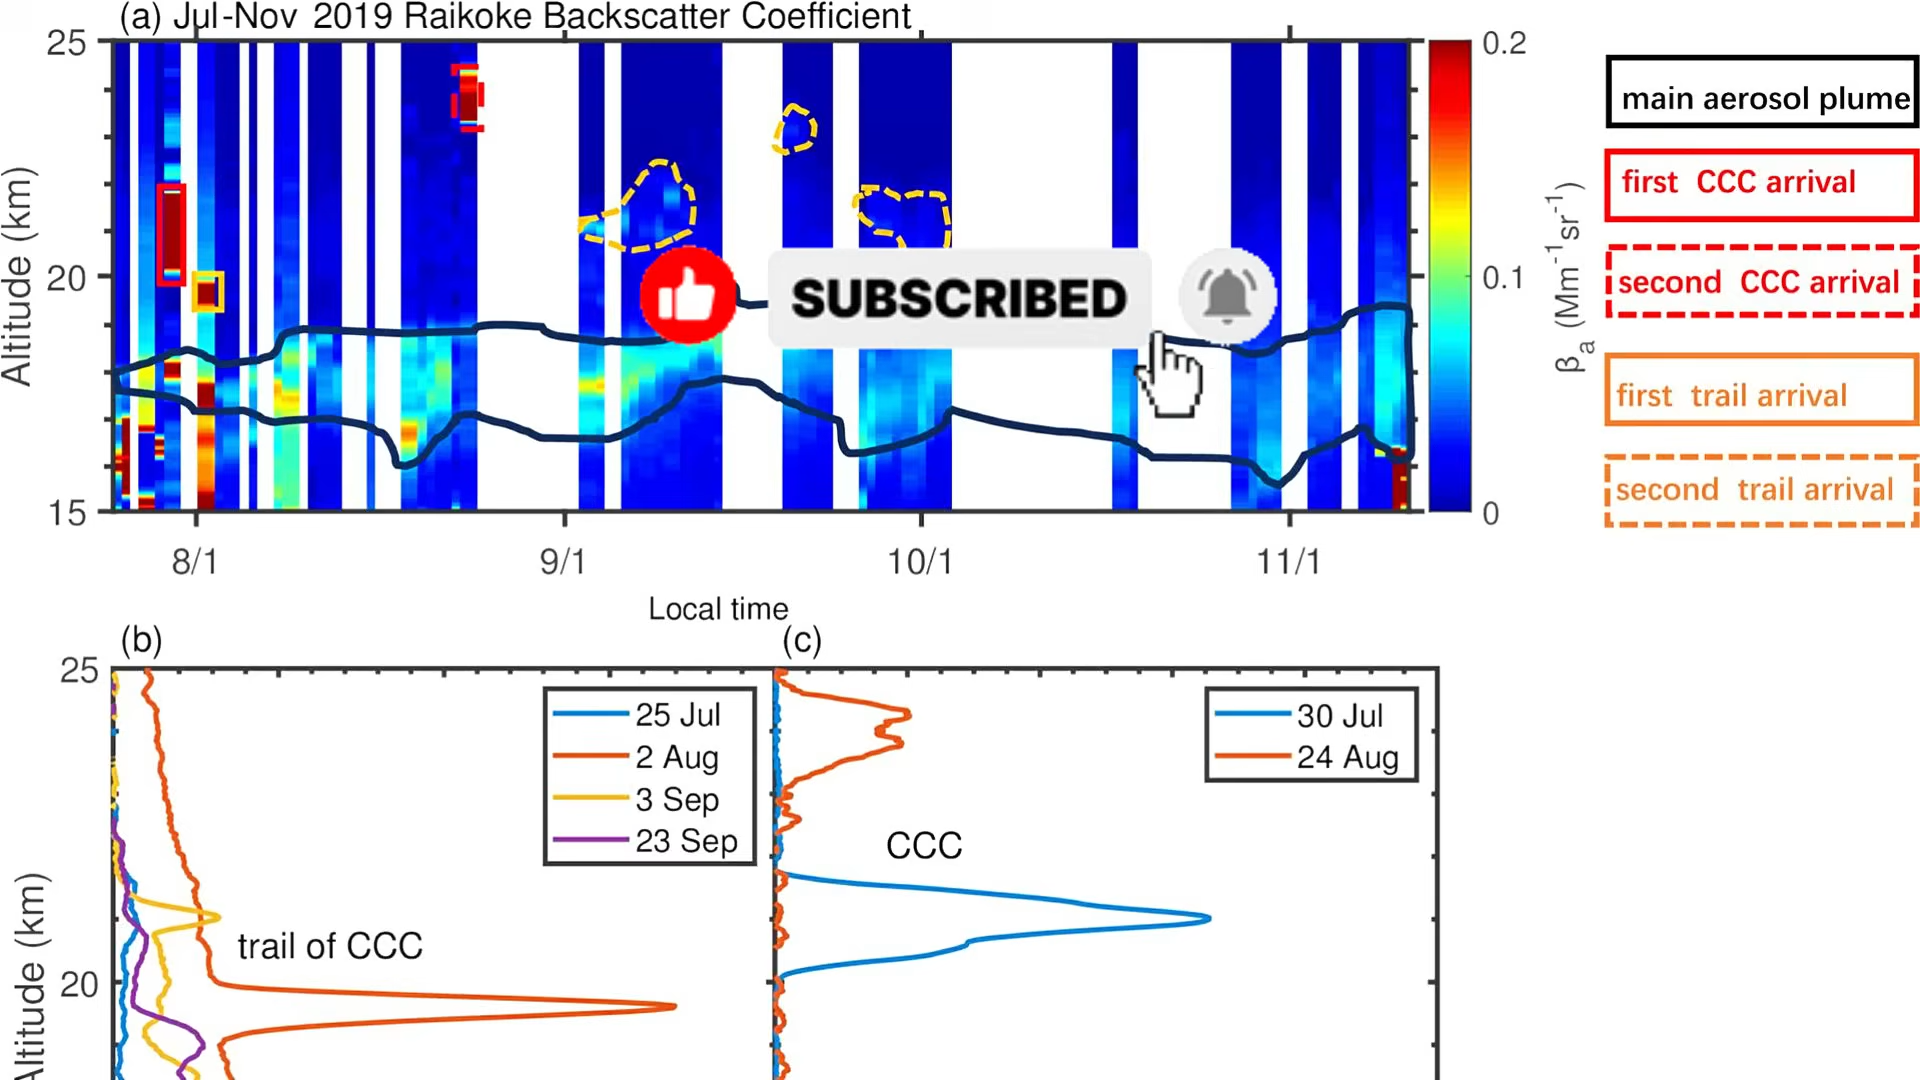 (a) Jul-Nov 2019 Raikoke Backscatter Coefficient
25
20
15
Altitude (km)
8/1
9/1
10/1
11/1
Local time
0.2
0.1
0
βa (Mm-1sr-1)
main aerosol plume
first CCC arrival
second CCC arrival
first trail arrival
second trail arrival
SUBSCRIBED
(b)
25
20
Altitude (km)
25 Jul
2 Aug
3 Sep
23 Sep
trail of CCC
(c)
30 Jul
24 Aug
CCC